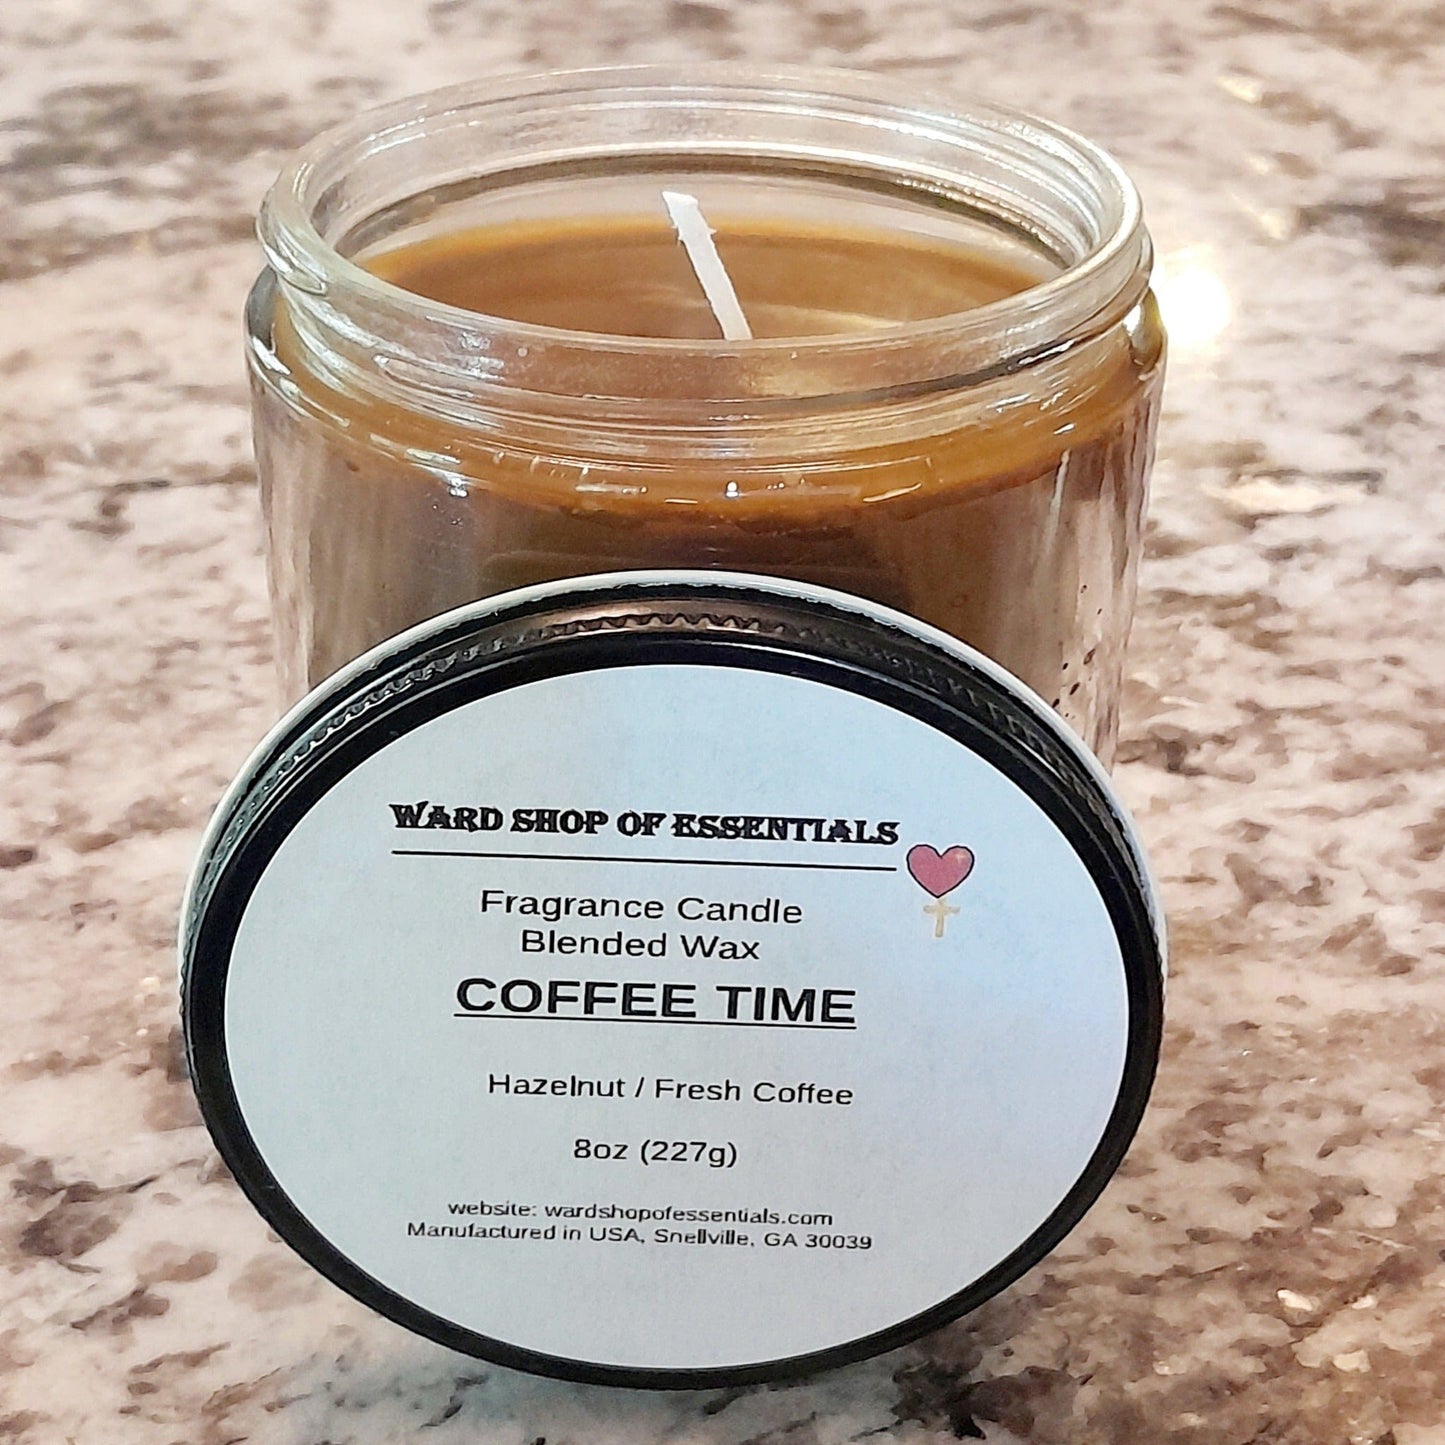 WARD SHOP OF ESSENTIALS
Fragrance Candle
Blended Wax
COFFEE TIME
Hazelnut / Fresh Coffee
8oz (227g)
website: wardshopofessentials.com
Manufactured in USA, Snellville, GA 30039